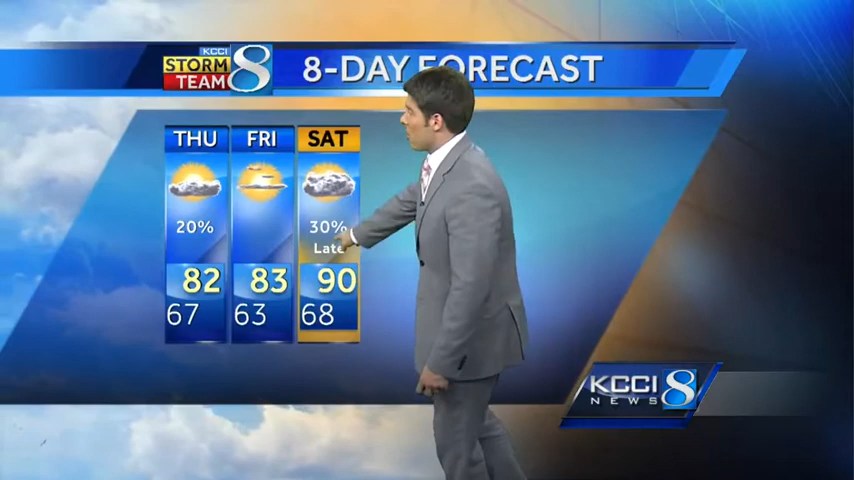 KCCI
STORM
TEAM
8
8-DAY FORECAST
THU FRI SAT
20% 30%
Late
82 83 90
67 63 68
KCCI 8
NEWS